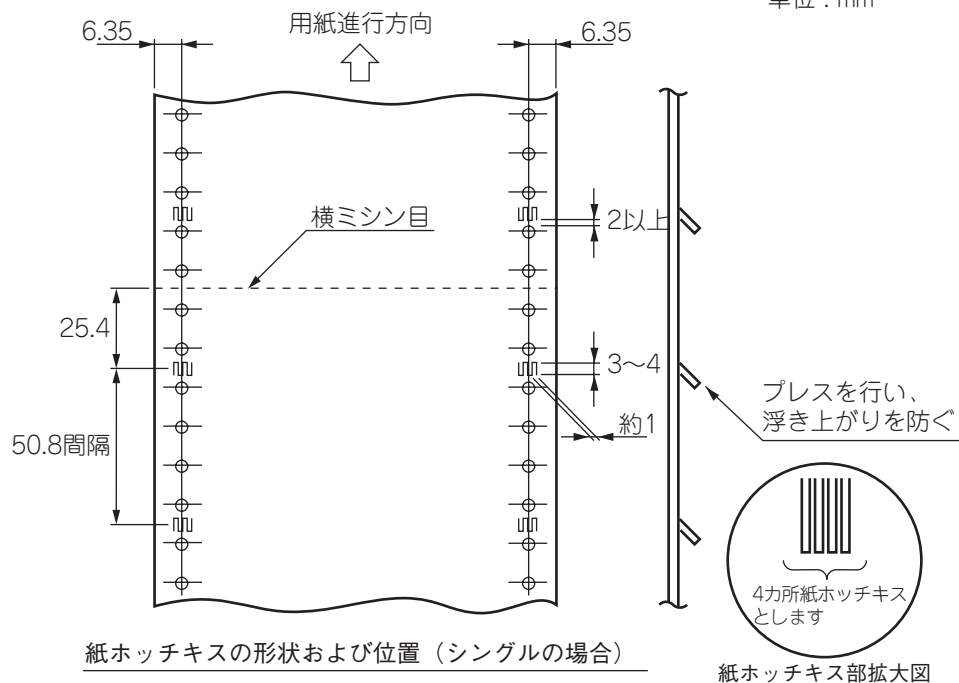 単位：mm
6.35
用紙進行方向
6.35
横ミシン目
2以上
25.4
3〜4
50.8間隔
約1
プレスを行い、
浮き上がりを防ぐ
4カ所紙ホッチキス
とします
紙ホッチキスの形状および位置（シングルの場合）
紙ホッチキス部拡大図